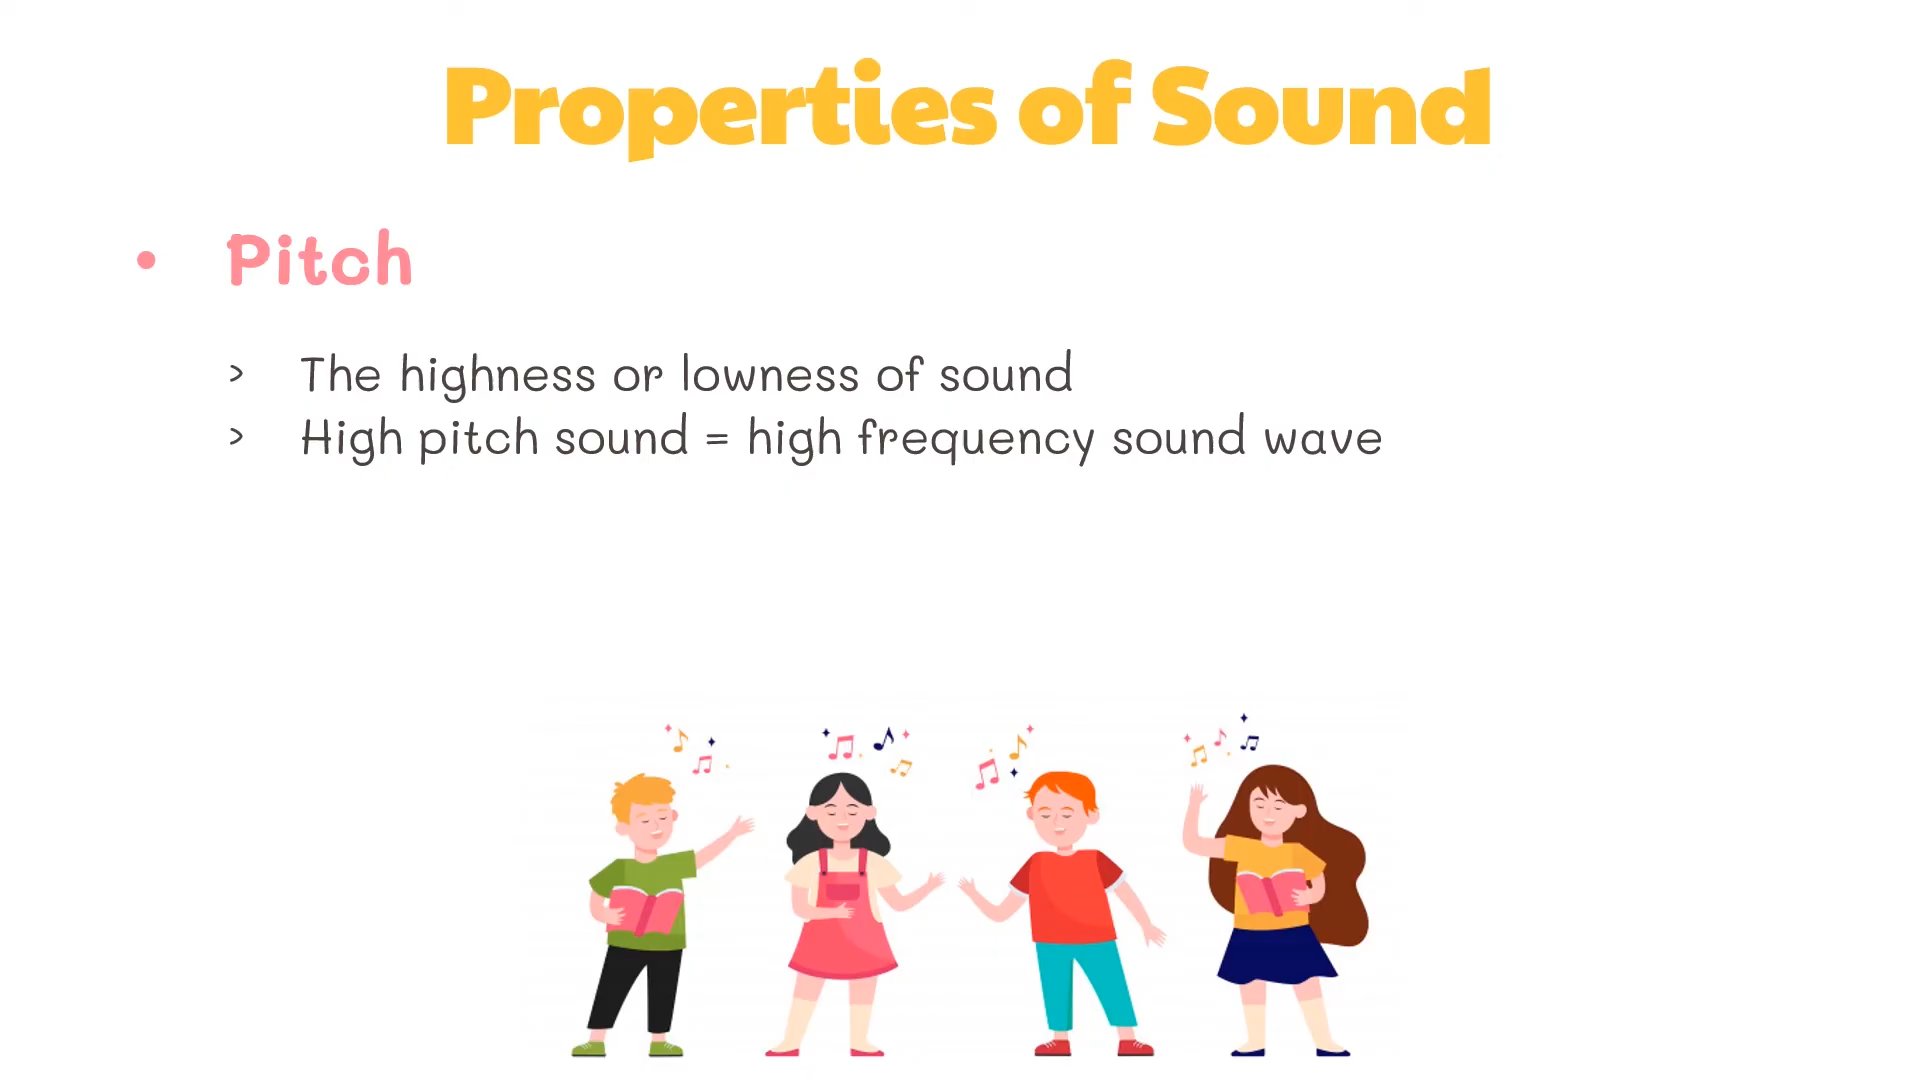 Properties of Sound
• Pitch
> The highness or lowness of sound
> High pitch sound = high frequency sound wave